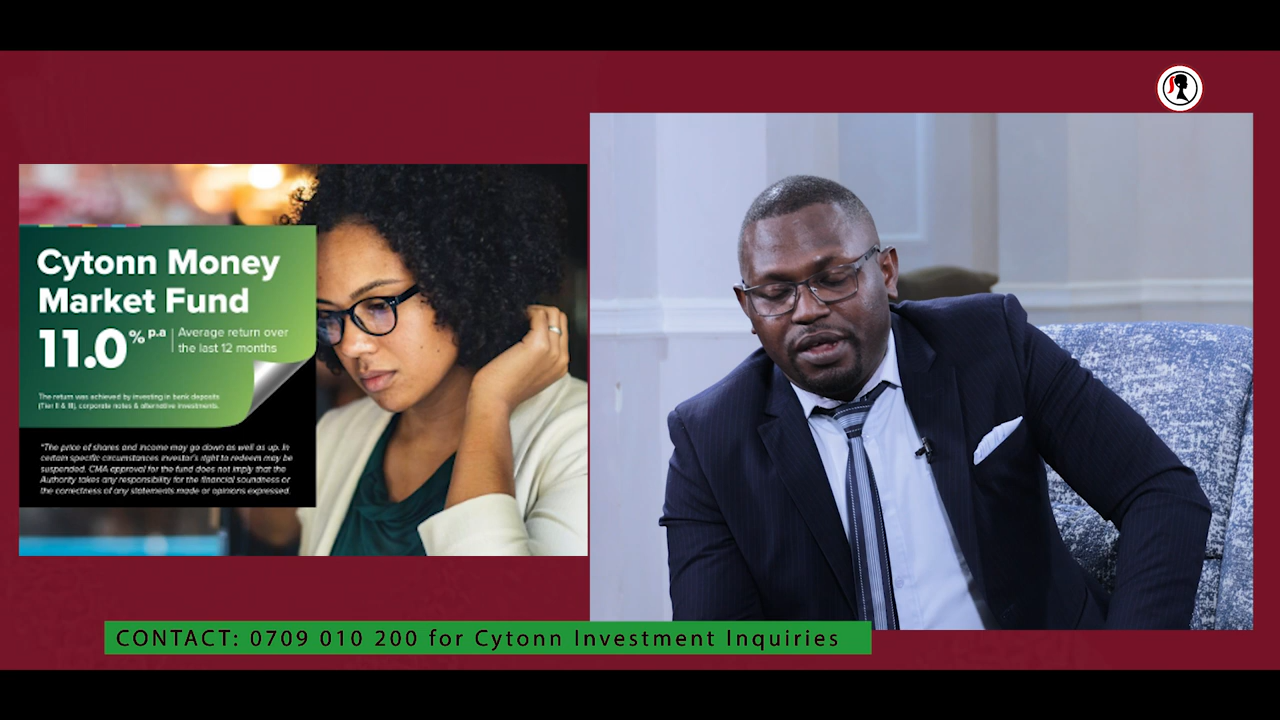 Cytonn Money
Market Fund
11.0% p.a
Average return over
the last 12 months
The return was achieved by investing in bank deposits
(Tier II & III), corporate notes & alternative investments.
"The price of shares and income may go down as well as up. In
certain specific circumstances investor's right to redeem may be
suspended. CMA approval for the fund does not imply that the
Authority takes any responsibility for the financial soundness or
the correctness of any statements made or opinions expressed.
CONTACT: 0709 010 200 for Cytonn Investment Inquiries